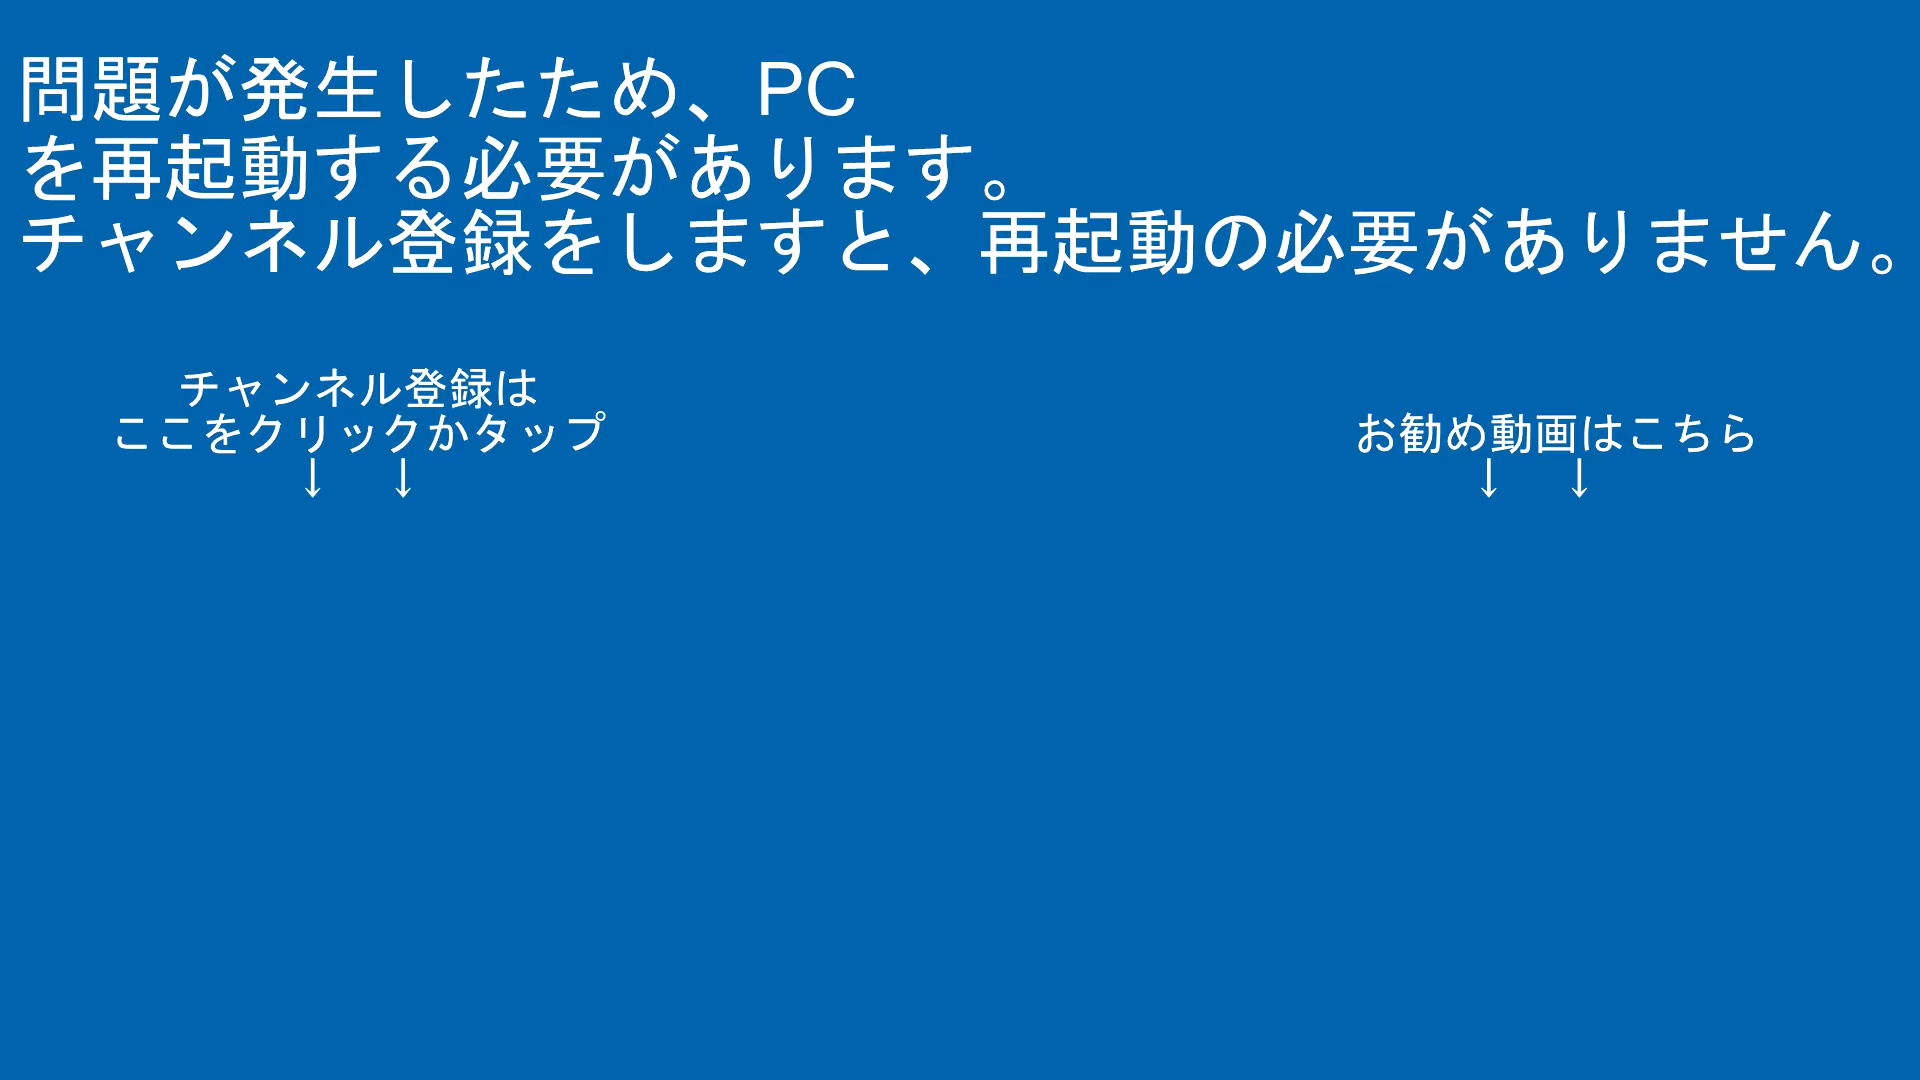 問題が発生したため、PC
を再起動する必要があります。
チャンネル登録をしますと、再起動の必要がありません。
チャンネル登録は
ここをクリックかタップ
↓　↓
お勧め動画はこちら
↓　↓